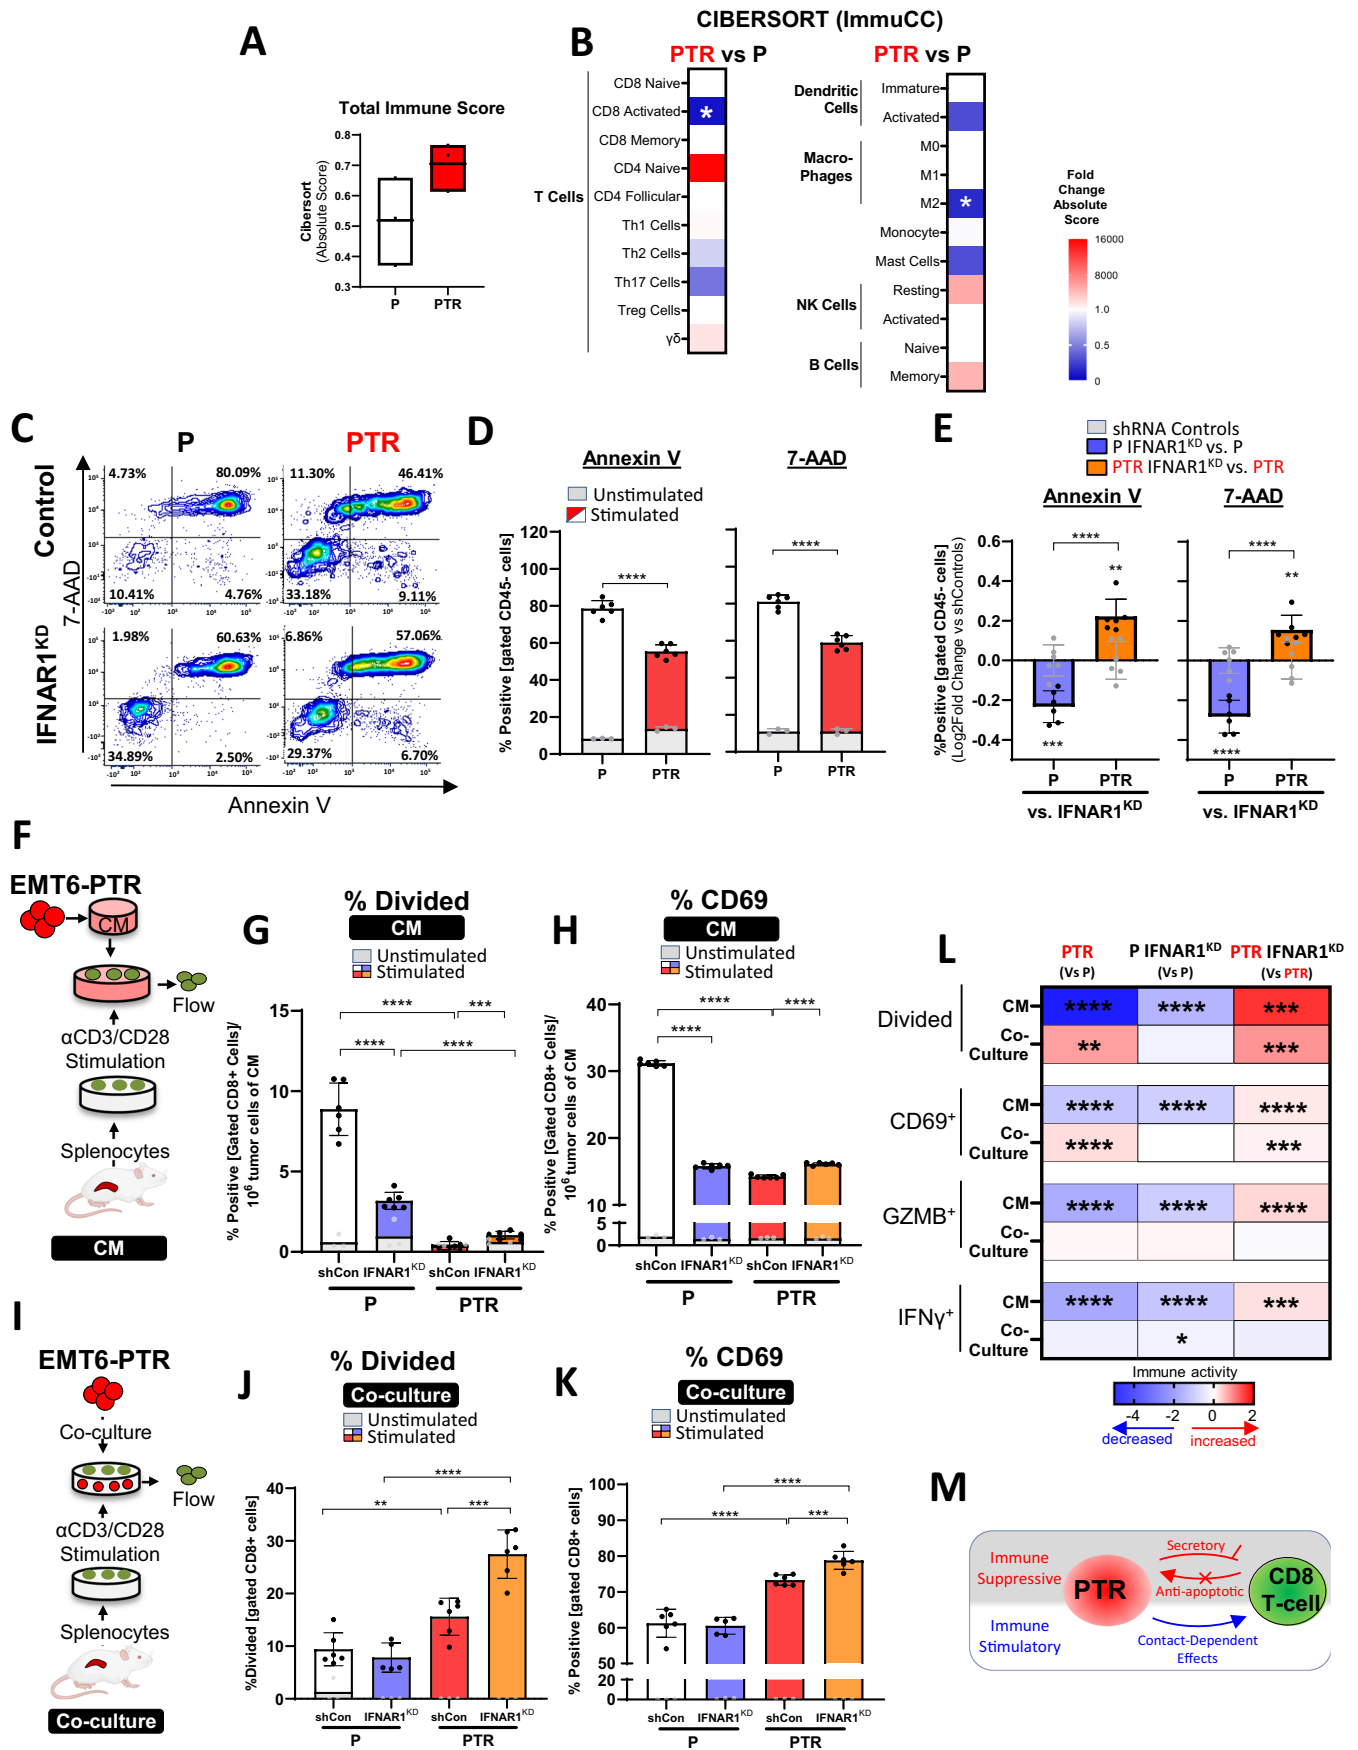 A
Total Immune Score
Cibersort
(Absolute Score)
0.8
0.7
0.6
0.5
0.4
0.3
P
PTR
B
CIBERSORT (ImmuCC)
PTR vs P
T Cells
CD8 Naive
CD8 Activated
*
CD8 Memory
CD4 Naive
CD4 Follicular
Th1 Cells
Th2 Cells
Th17 Cells
Treg Cells
γδ
PTR vs P
Dendritic
Cells
Immature
Activated
Macro-
Phages
M0
M1
M2
*
Monocyte
Mast Cells
NK Cells
Resting
Activated
B Cells
Naive
Memory
Fold
Change
Absolute
Score
16000
8000
1.0
0.5
0
C
P
PTR
Control
IFNAR1KD
7-AAD
Annexin V
4.73%
80.09%
10.41%
4.76%
11.30%
46.41%
33.18%
9.11%
1.98%
60.63%
34.89%
2.50%
6.86%
57.06%
29.37%
6.70%
D
Annexin V
7-AAD
Unstimulated
Stimulated
% Positive [gated CD45- cells]
120
100
80
60
40
20
0
****
****
P
PTR
P
PTR
E
shRNA Controls
P IFNAR1KD vs. P
PTR IFNAR1KD vs. PTR
Annexin V
7-AAD
%Positive [gated CD45- cells]
(Log2Fold Change vs shControls)
0.6
0.4
0.2
0.0
-0.2
-0.4
****
**
***
****
**
****
P
PTR
P
PTR
vs. IFNAR1KD
vs. IFNAR1KD
F
EMT6-PTR
CM
Flow
αCD3/CD28
Stimulation
Splenocytes
CM
G
% Divided
CM
Unstimulated
Stimulated
% Positive [Gated CD8+ Cells]/
10⁶ tumor cells of CM
15
10
5
0
****
***
****
****
shCon
IFNAR1KD
shCon
IFNAR1KD
P
PTR
H
% CD69
CM
Unstimulated
Stimulated
% Positive [Gated CD8+ Cells]/
10⁶ tumor cells of CM
40
30
20
10
5
0
****
****
****
shCon
IFNAR1KD
shCon
IFNAR1KD
P
PTR
I
EMT6-PTR
Co-culture
Flow
αCD3/CD28
Stimulation
Splenocytes
Co-culture
J
% Divided
Co-culture
Unstimulated
Stimulated
%Divided [gated CD8+ cells]
40
30
20
10
0
****
**
***
shCon
IFNAR1KD
shCon
IFNAR1KD
P
PTR
K
% CD69
Co-culture
Unstimulated
Stimulated
% Positive [gated CD8+ cells]
100
90
80
70
60
50
20
0
****
****
***
shCon
IFNAR1KD
shCon
IFNAR1KD
P
PTR
L
PTR
(Vs P)
P IFNAR1KD
(Vs P)
PTR IFNAR1KD
(Vs PTR)
Divided
CM
****
****
***
Co-
Culture
**
***
CD69+
CM
****
****
****
Co-
Culture
****
***
GZMB+
CM
****
****
****
Co-
Culture
IFNγ+
CM
****
****
***
Co-
Culture
*
Immune activity
-4
-2
0
2
decreased
increased
M
Immune
Suppressive
Immune
Stimulatory
PTR
Secretory
Anti-apoptotic
Contact-Dependent
Effects
CD8
T-cell